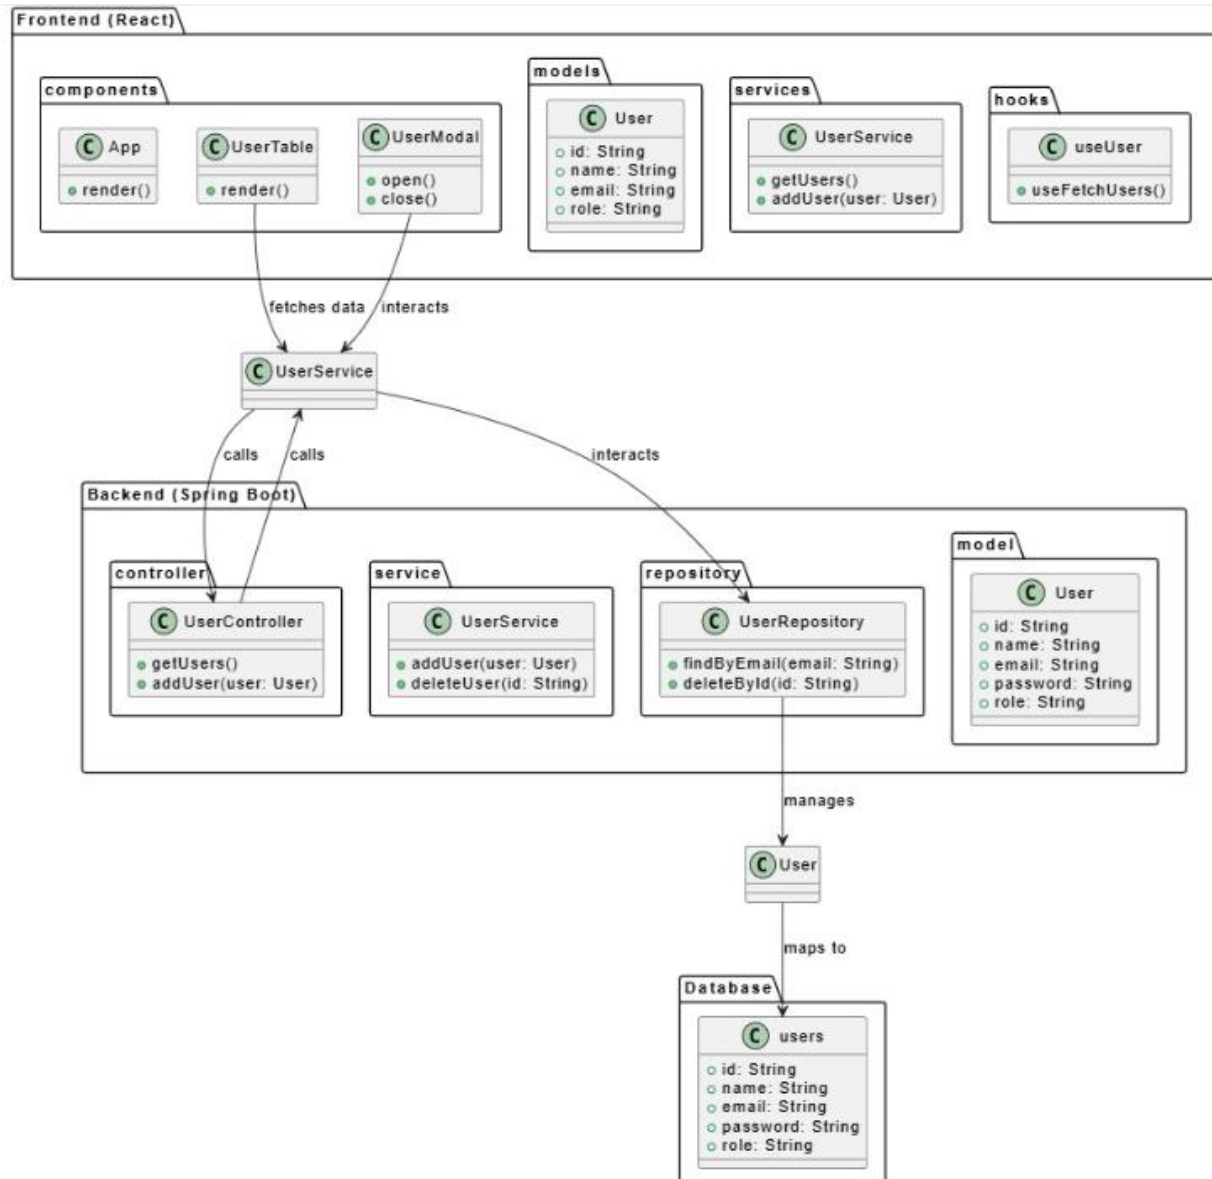 Frontend (React)
components
C App
render()
C UserTable
render()
C UserModal
open()
close()
models
C User
id: String
name: String
email: String
role: String
services
C UserService
getUsers()
addUser(user: User)
hooks
C useUser
useFetchUsers()
fetches data
interacts
C UserService
calls
calls
interacts
Backend (Spring Boot)
controller
C UserController
getUsers()
addUser(user: User)
service
C UserService
addUser(user: User)
deleteUser(id: String)
repository
C UserRepository
findByEmail(email: String)
deleteById(id: String)
model
C User
id: String
name: String
email: String
password: String
role: String
manages
C User
maps to
Database
C users
id: String
name: String
email: String
password: String
role: String